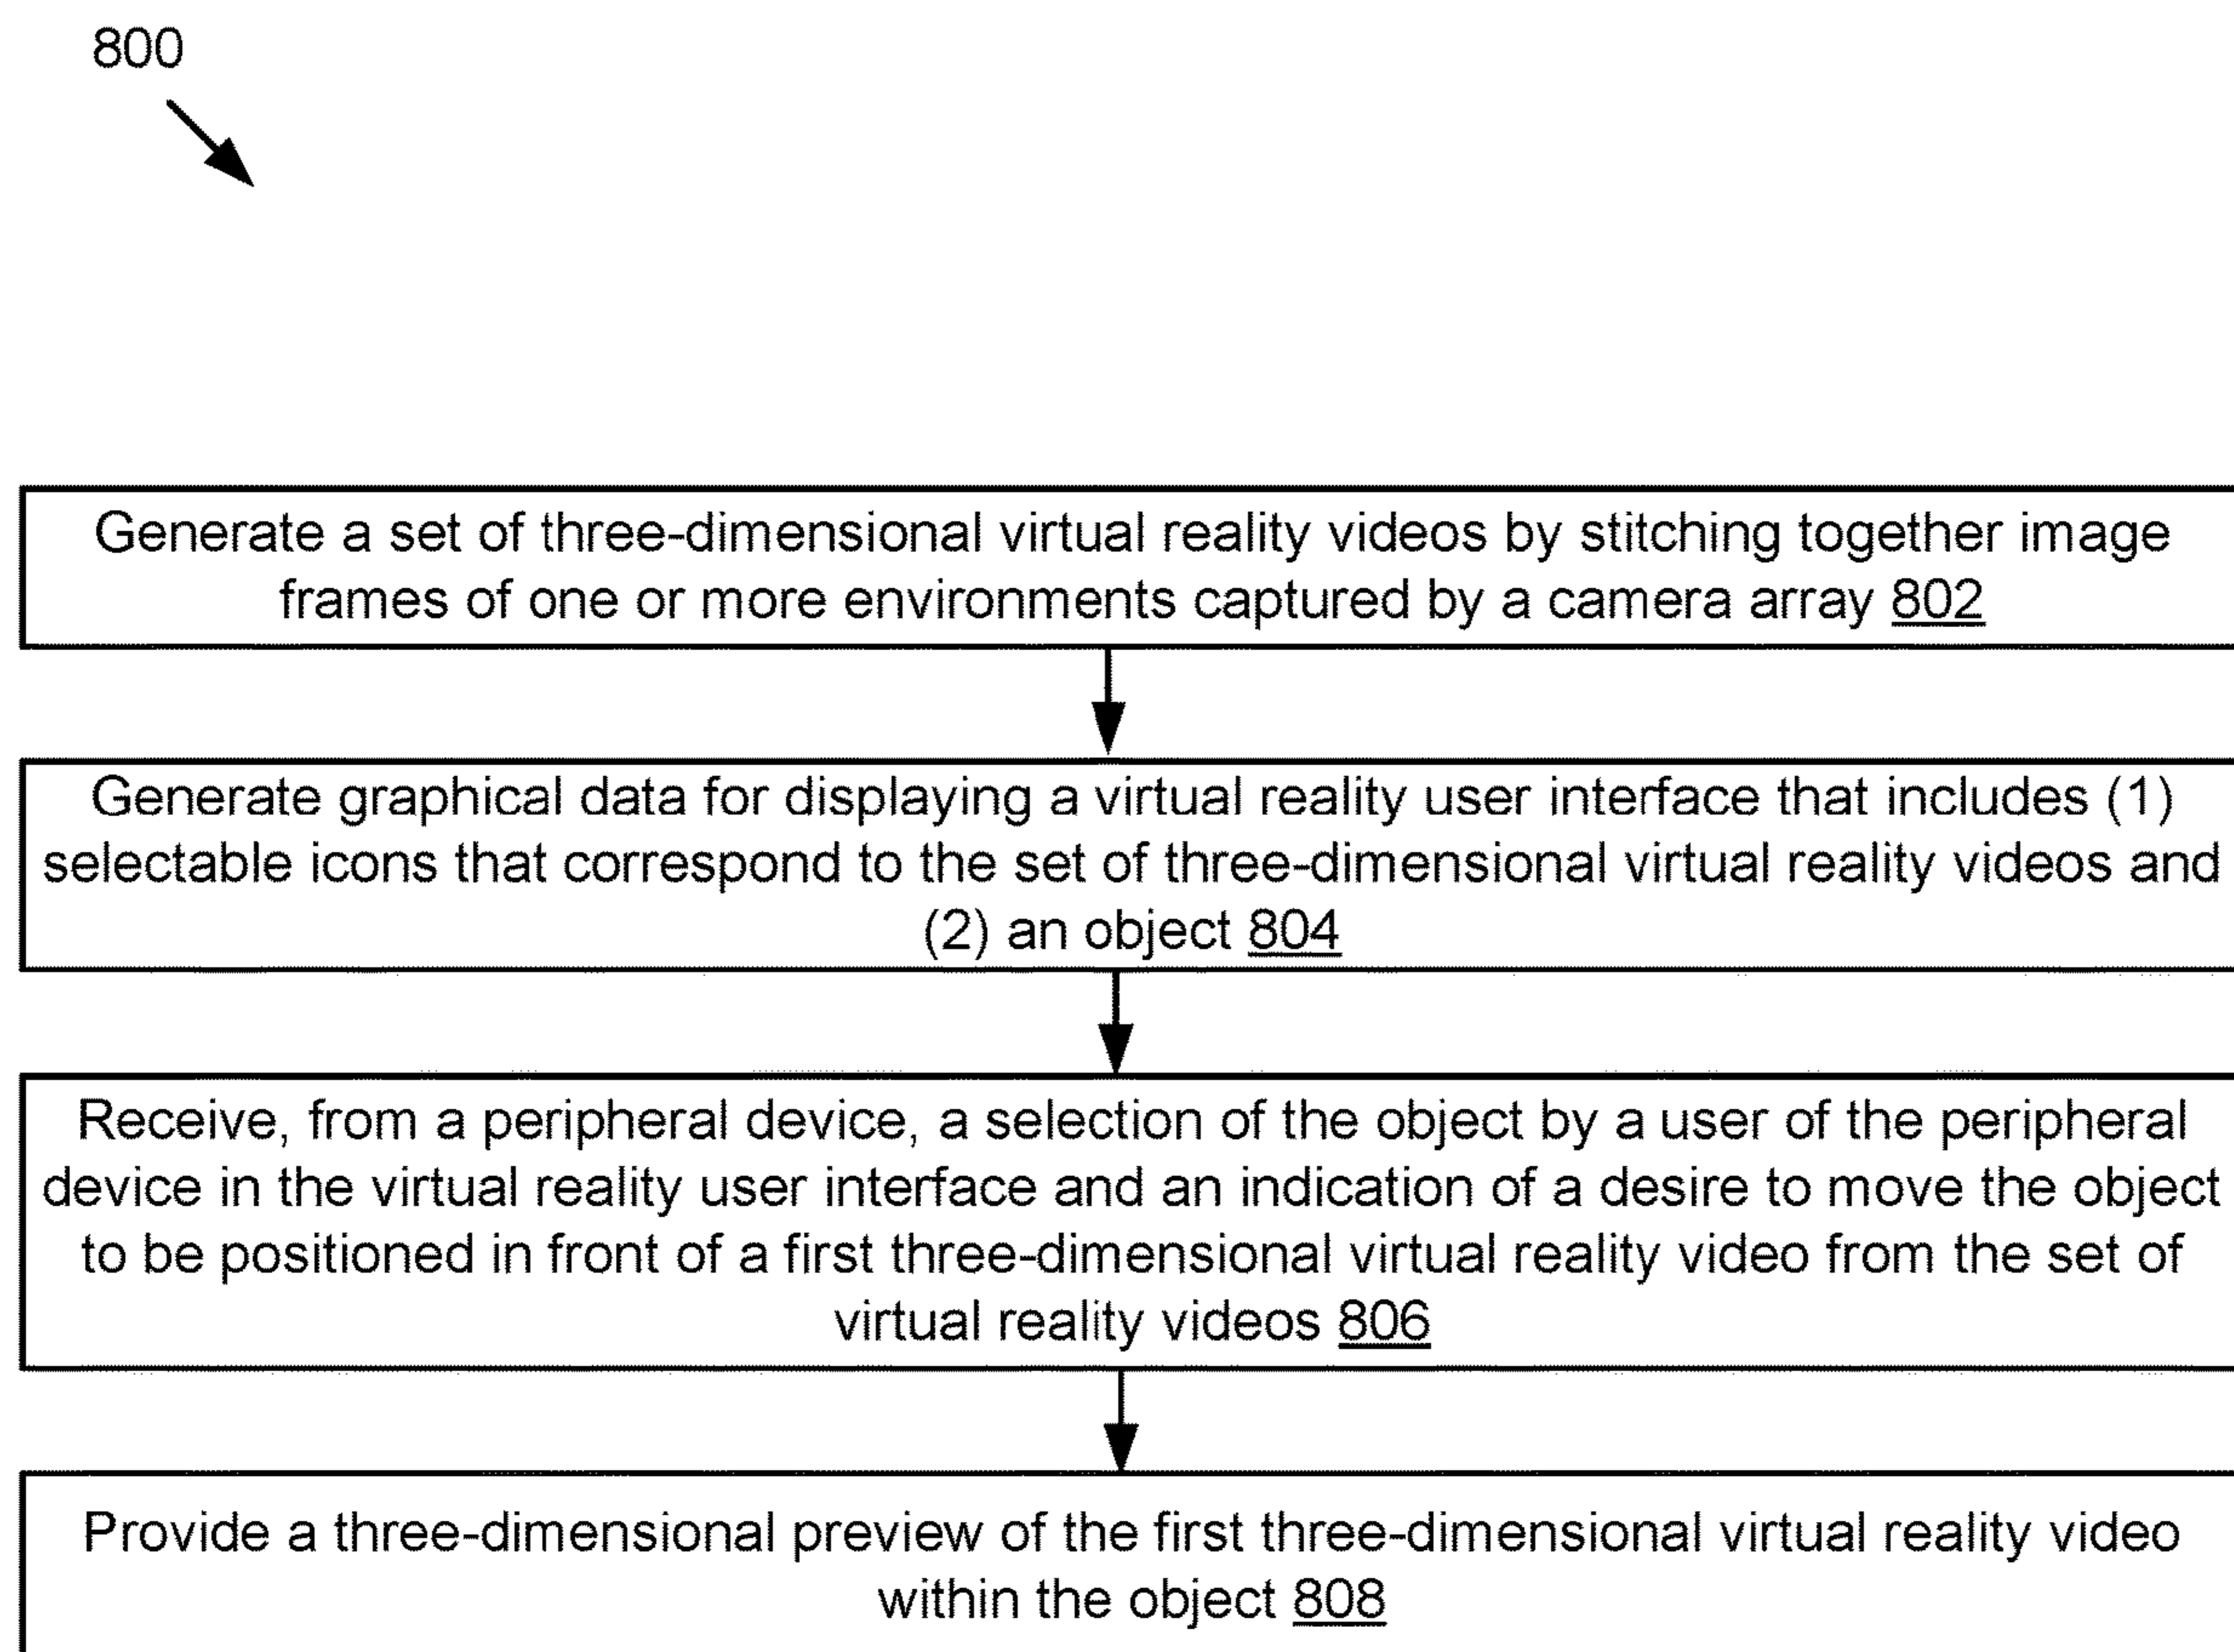 800
Generate a set of three-dimensional virtual reality videos by stitching together image
frames of one or more environments captured by a camera array 802
Generate graphical data for displaying a virtual reality user interface that includes (1)
selectable icons that correspond to the set of three-dimensional virtual reality videos and
(2) an object 804
Receive, from a peripheral device, a selection of the object by a user of the peripheral
device in the virtual reality user interface and an indication of a desire to move the object
to be positioned in front of a first three-dimensional virtual reality video from the set of
virtual reality videos 806
Provide a three-dimensional preview of the first three-dimensional virtual reality video
within the object 808